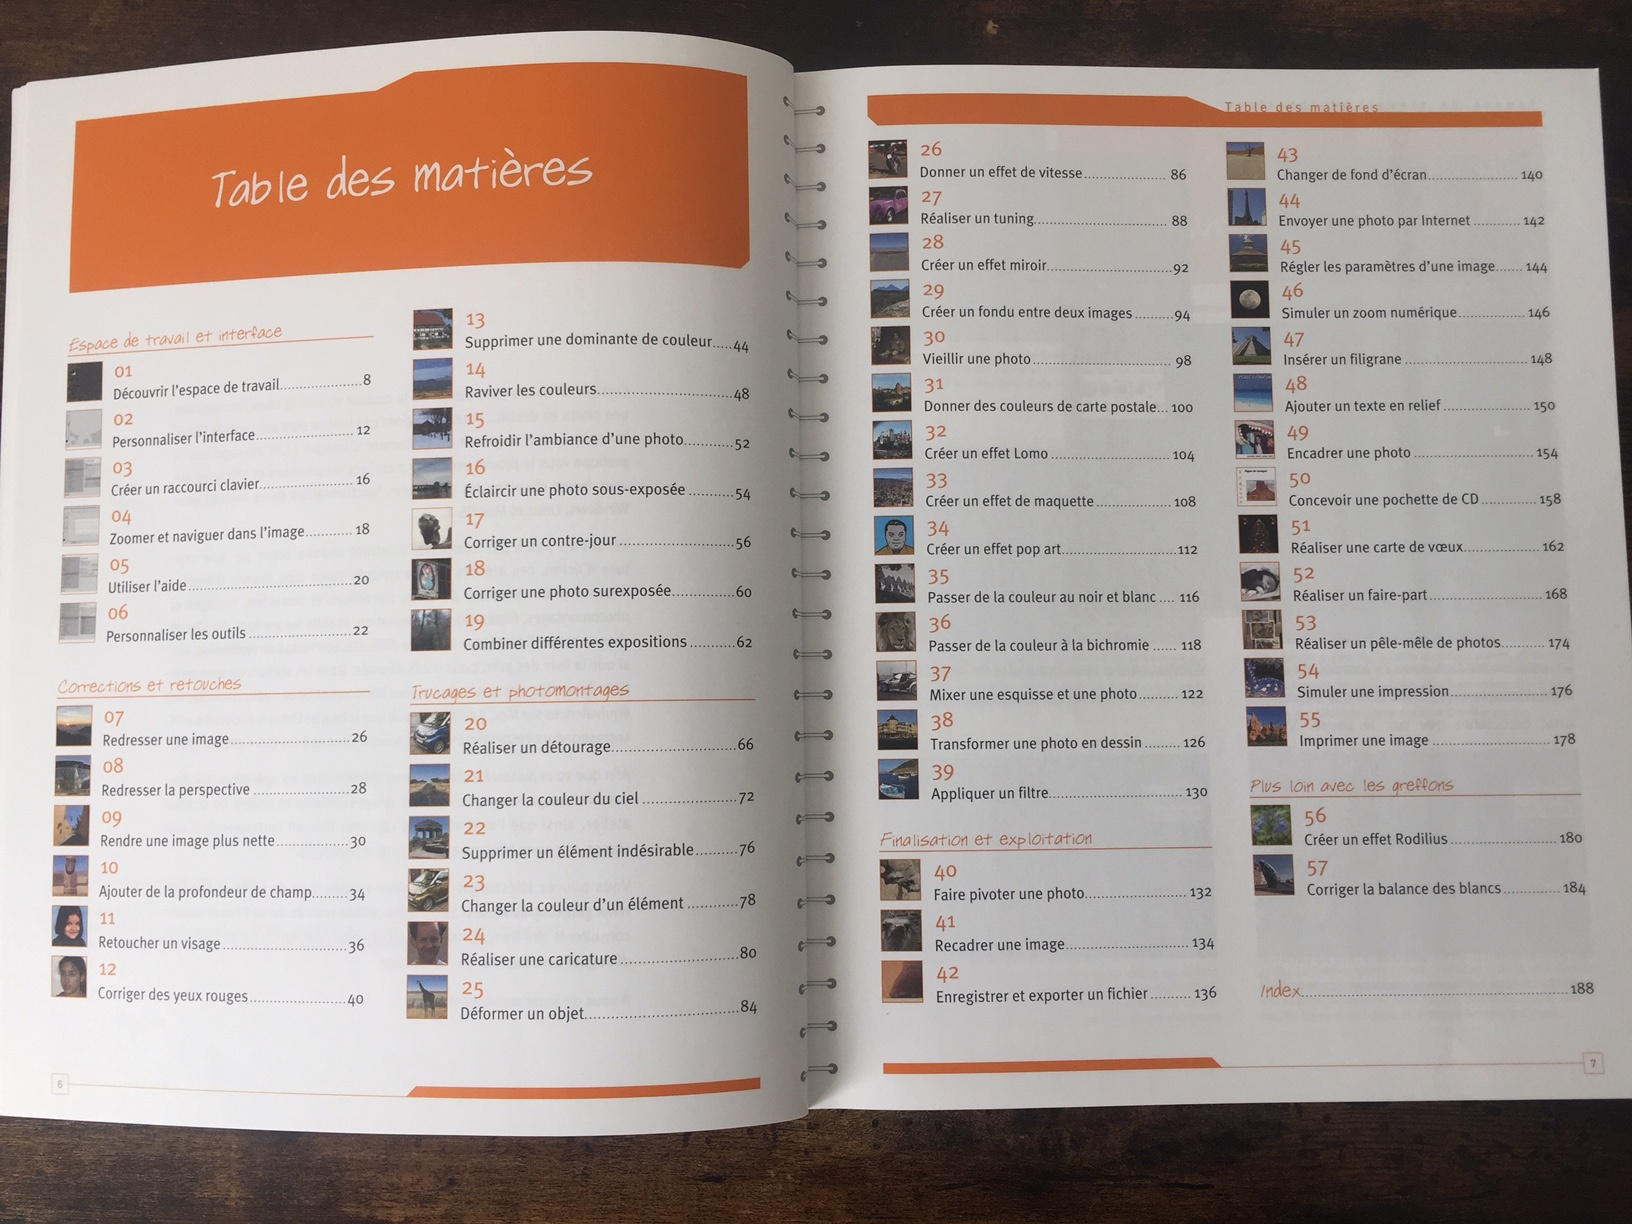 Table des matières
Espace de travail et interface
01
Découvrir l'espace de travail..................8
02
Personnaliser l'interface..................12
03
Créer un raccourci clavier..................16
04
Zoomer et naviguer dans l'image..................18
05
Utiliser l'aide..................20
06
Personnaliser les outils..................22
Corrections et retouches
07
Redresser une image..................26
08
Redresser la perspective..................28
09
Rendre une image plus nette..................30
10
Ajouter de la profondeur de champ..................34
11
Retoucher un visage..................36
12
Corriger des yeux rouges..................40
13
Supprimer une dominante de couleur.....44
14
Raviver les couleurs..................48
15
Refroidir l'ambiance d'une photo..................52
16
Éclaircir une photo sous-exposée..................54
17
Corriger un contre-jour..................56
18
Corriger une photo surexposée..................60
19
Combiner différentes expositions..................62
Trucages et photomontages
20
Réaliser un détourage..................66
21
Changer la couleur du ciel..................72
22
Supprimer un élément indésirable..................76
23
Changer la couleur d'un élément..................78
24
Réaliser une caricature..................80
25
Déformer un objet..................84
6
Table des matières
26
Donner un effet de vitesse..................86
27
Réaliser un tuning..................88
28
Créer un effet miroir..................92
29
Créer un fondu entre deux images..................94
30
Vieillir une photo..................98
31
Donner des couleurs de carte postale...100
32
Créer un effet Lomo..................104
33
Créer un effet de maquette..................108
34
Créer un effet pop art..................112
35
Passer de la couleur au noir et blanc....116
36
Passer de la couleur à la bichromie......118
37
Mixer une esquisse et une photo..........122
38
Transformer une photo en dessin.........126
39
Appliquer un filtre..................130
Finalisation et exploitation
40
Faire pivoter une photo..................132
41
Recadrer une image..................134
42
Enregistrer et exporter un fichier..........136
43
Changer de fond d'écran..................140
44
Envoyer une photo par Internet............142
45
Régler les paramètres d'une image.......144
46
Simuler un zoom numérique..................146
47
Insérer un filigrane..................148
48
Ajouter un texte en relief..................150
49
Encadrer une photo..................154
50
Concevoir une pochette de CD..................158
51
Réaliser une carte de vœux..................162
52
Réaliser un faire-part..................168
53
Réaliser un pêle-mêle de photos..........174
54
Simuler une impression..................176
55
Imprimer une image..................178
Plus loin avec les greffons
56
Créer un effet Rodilius..................180
57
Corriger la balance des blancs..................184
Index..................188
7